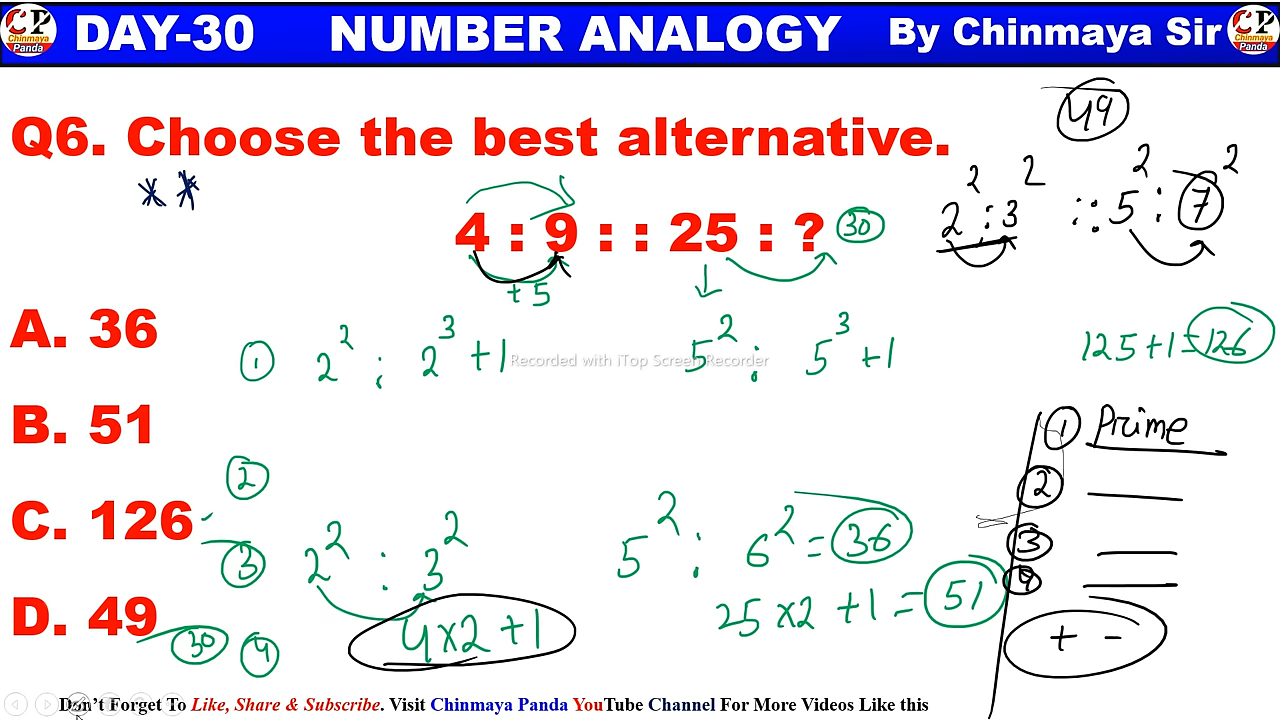 CP Chinmaya Panda DAY-30 NUMBER ANALOGY By Chinmaya Sir CP Chinmaya Panda
49
Q6. Choose the best alternative.
2² : 3² :: 5² : 7²
4 : 9 : : 25 : ? 30
+5
A. 36
① 2² : 2³ +1 5² : 5³ +1 125+1=126
Recorded with iTop Screen Recorder
B. 51
① Prime
②
②
C. 126
③ 2² : 3² 5² : 6² = 36
③
④
D. 49
4×2+1 25×2+1=51
30 ④
+ -
Don't Forget To Like, Share & Subscribe. Visit Chinmaya Panda YouTube Channel For More Videos Like this